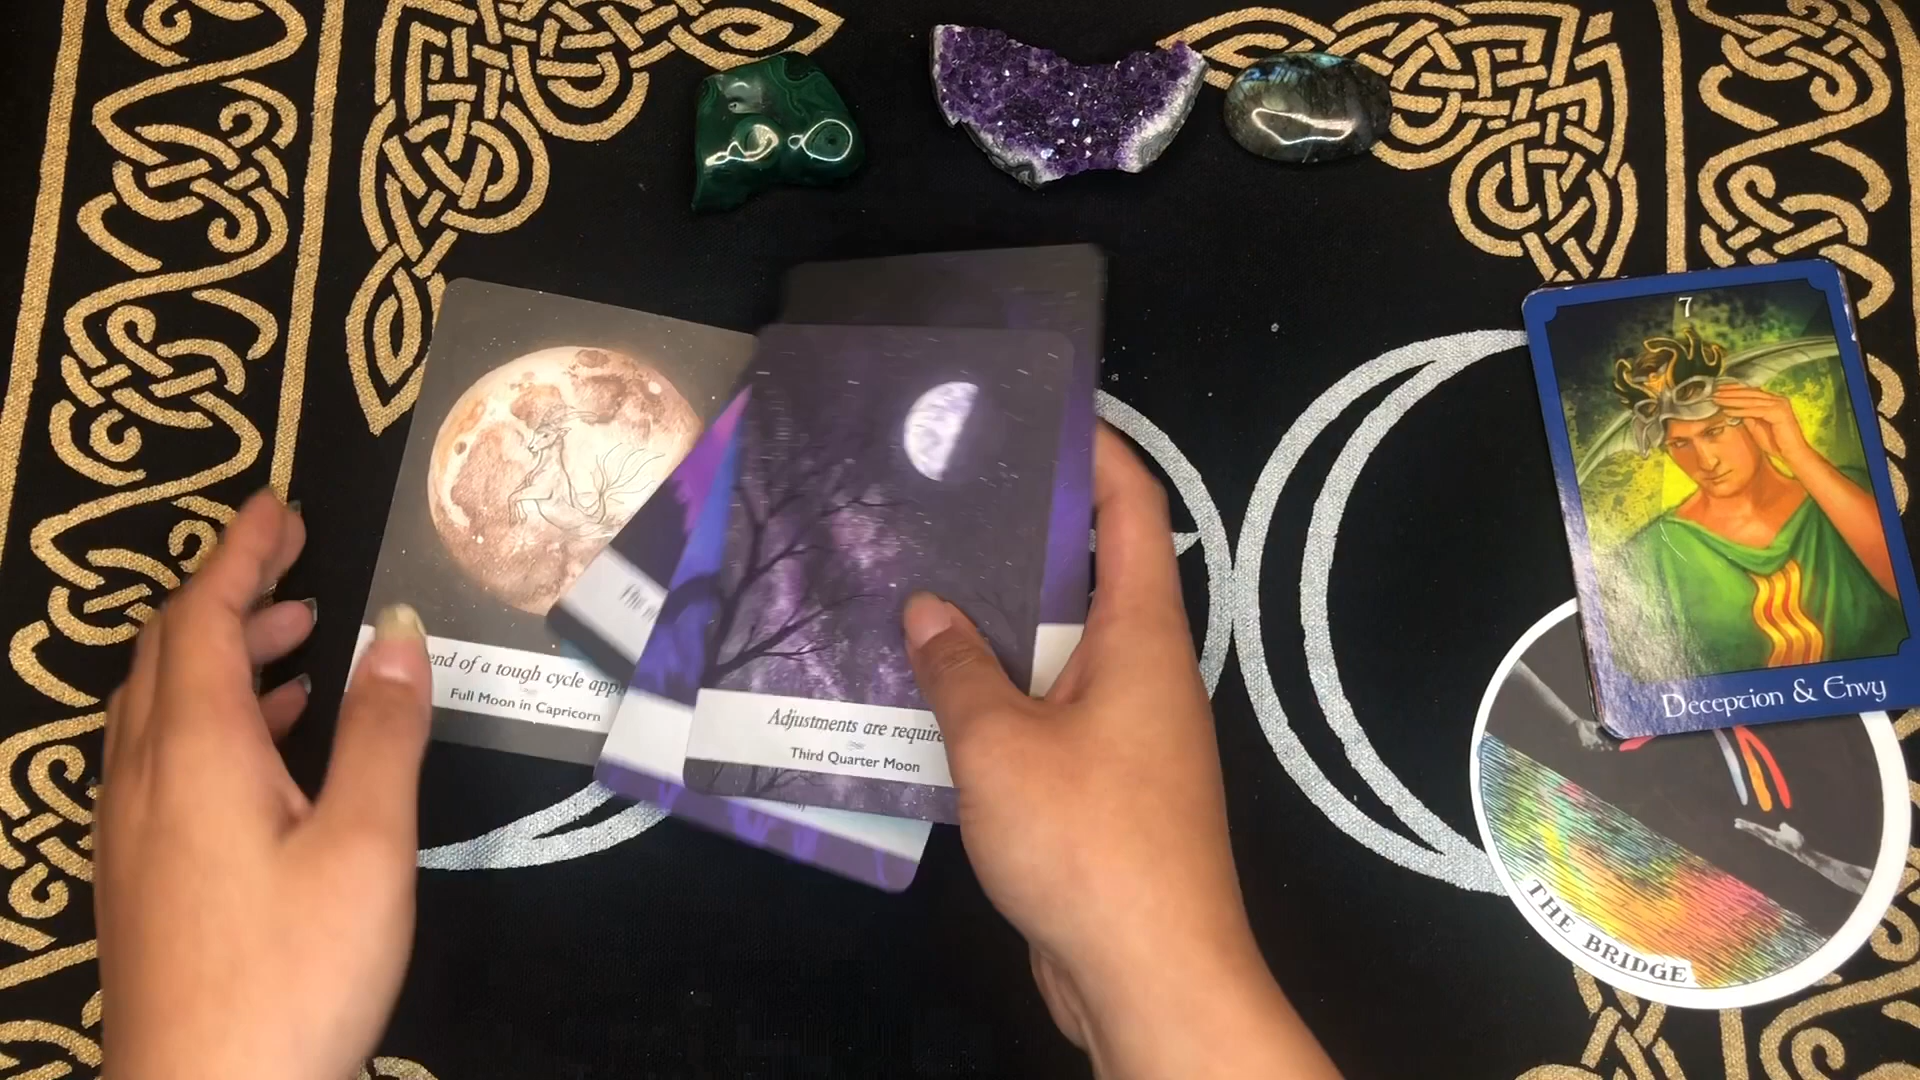 end of a tough cycle app
Full Moon in Capricorn
Adjustments are require
Third Quarter Moon
7
Deception & Envy
THE BRIDGE